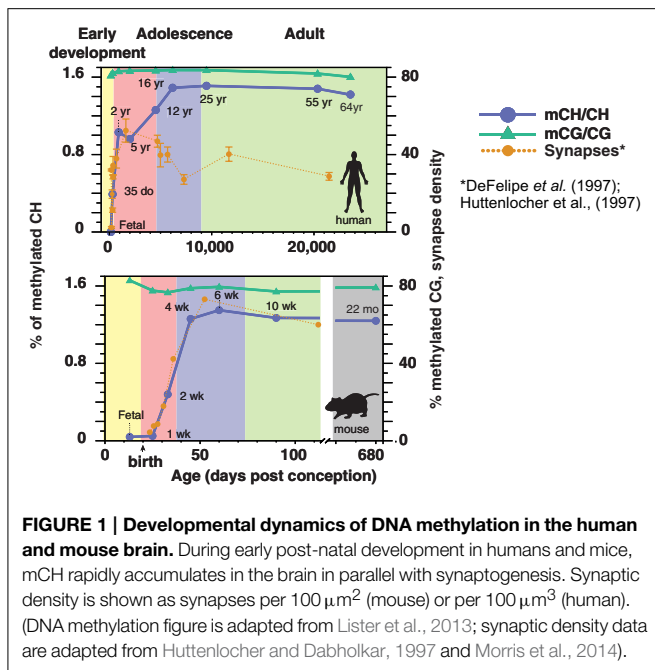 Early
development
Adolescence
Adult
% of methylated CH
% methylated CG, synapse density
1.6
0.8
0
80
40
0
16 yr
2 yr
12 yr
25 yr
55 yr
64yr
5 yr
35 do
Fetal
human
0
10,000
20,000
mCH/CH
mCG/CG
Synapses*
*DeFelipe et al. (1997);
Huttenlocher et al., (1997)
1.6
0.8
0
80
40
0
6 wk
4 wk
10 wk
22 mo
2 wk
Fetal
1 wk
mouse
0
50
100
680
birth
Age (days post conception)
FIGURE 1 | Developmental dynamics of DNA methylation in the human
and mouse brain. During early post-natal development in humans and mice,
mCH rapidly accumulates in the brain in parallel with synaptogenesis. Synaptic
density is shown as synapses per 100 μm² (mouse) or per 100 μm³ (human).
(DNA methylation figure is adapted from Lister et al., 2013; synaptic density data
are adapted from Huttenlocher and Dabholkar, 1997 and Morris et al., 2014).